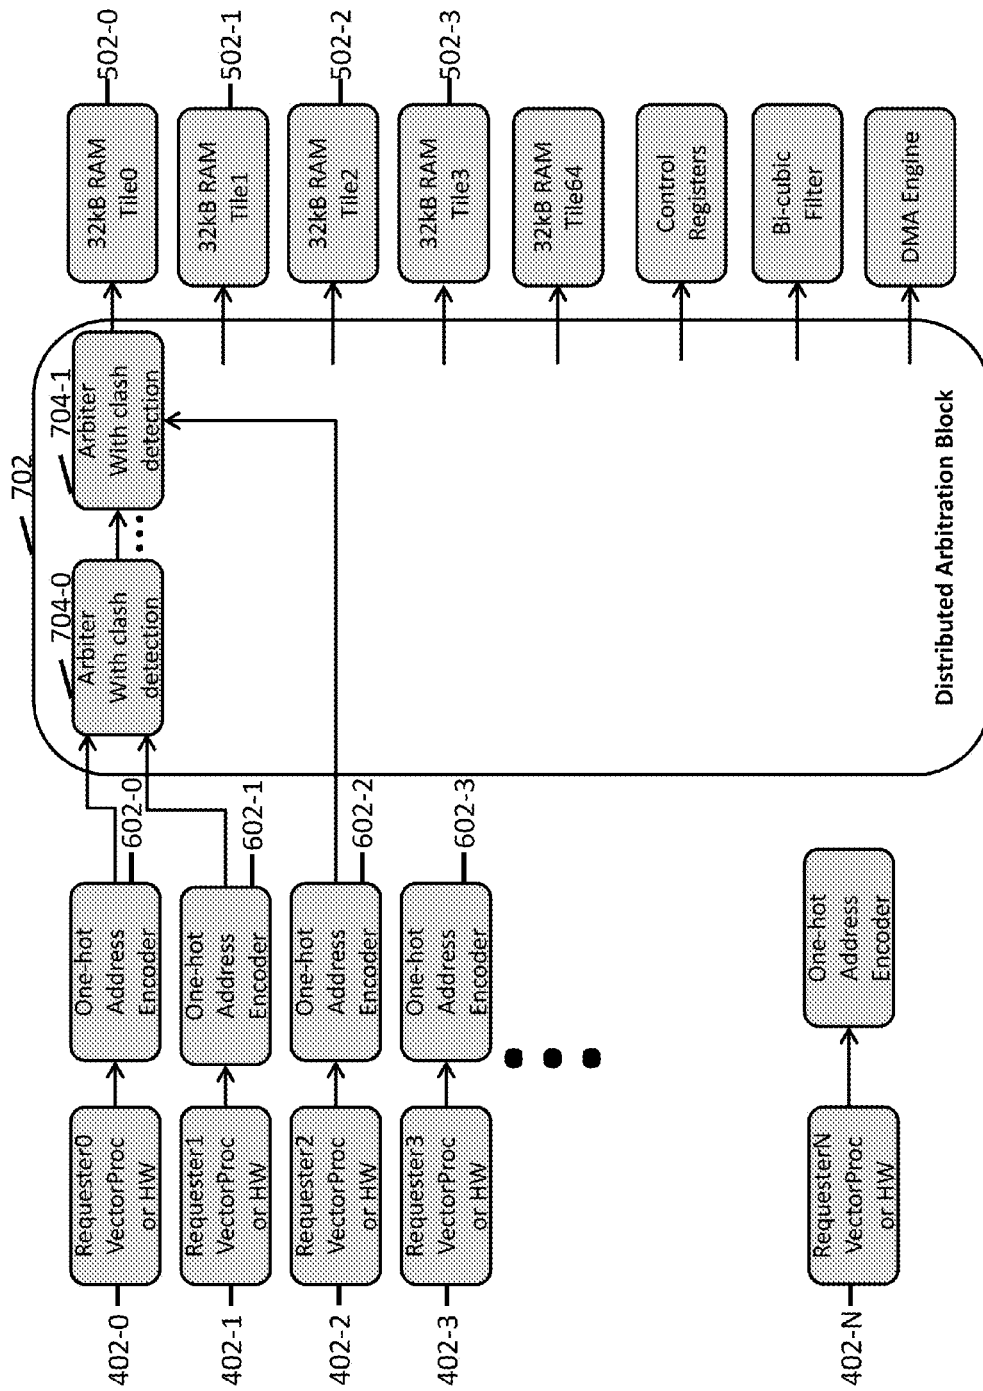 402-0
Requester0
VectorProc
or HW
One-hot
Address
Encoder
602-0
402-1
Requester1
VectorProc
or HW
One-hot
Address
Encoder
602-1
402-2
Requester2
VectorProc
or HW
One-hot
Address
Encoder
602-2
402-3
Requester3
VectorProc
or HW
One-hot
Address
Encoder
602-3
402-N
RequesterN
VectorProc
or HW
One-hot
Address
Encoder
702
704-0
Arbiter
With clash
detection
704-1
Arbiter
With clash
detection
Distributed Arbitration Block
32kB RAM
Tile0
502-0
32kB RAM
Tile1
502-1
32kB RAM
Tile2
502-2
32kB RAM
Tile3
502-3
32kB RAM
Tile64
Control
Registers
Bi-cubic
Filter
DMA Engine